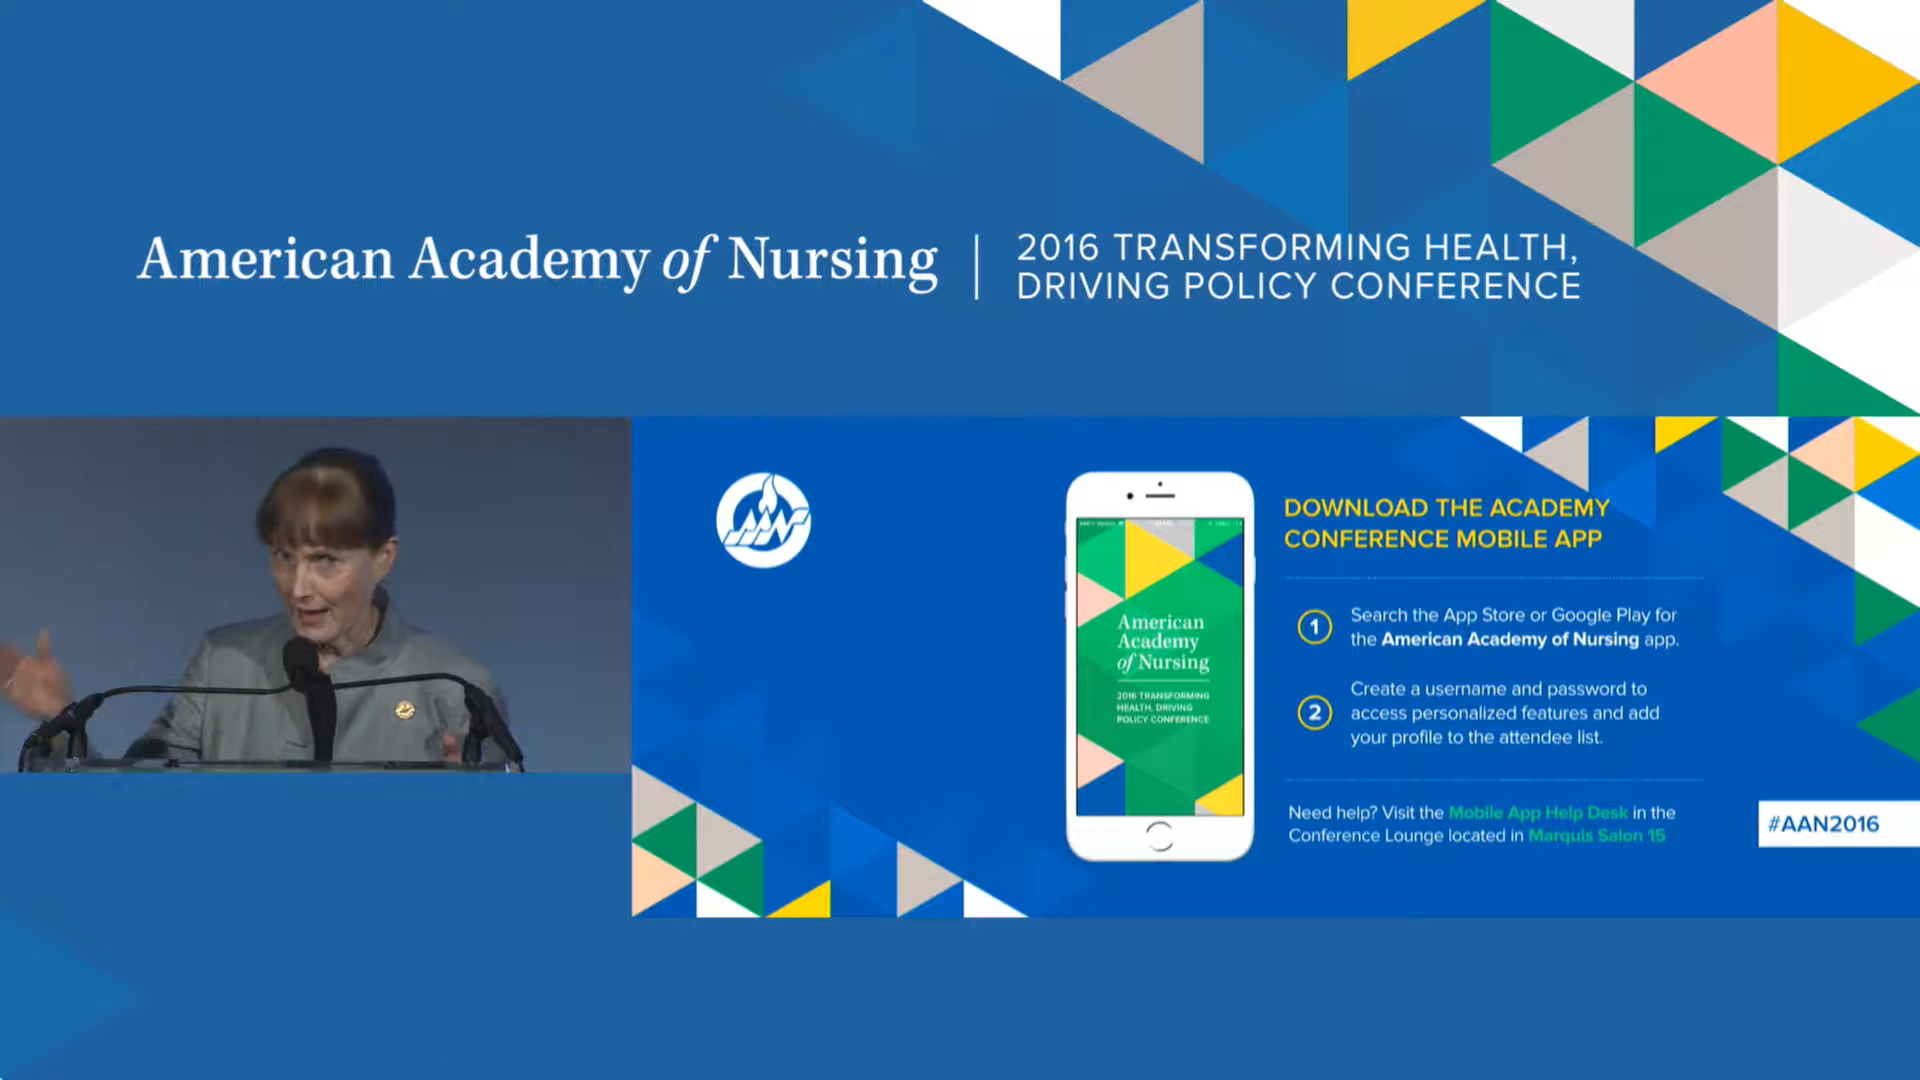 American Academy of Nursing
2016 TRANSFORMING HEALTH,
DRIVING POLICY CONFERENCE
AAN
American
Academy
of Nursing
2016 TRANSFORMING
HEALTH, DRIVING
POLICY CONFERENCE
DOWNLOAD THE ACADEMY
CONFERENCE MOBILE APP
1
Search the App Store or Google Play for
the American Academy of Nursing app.
2
Create a username and password to
access personalized features and add
your profile to the attendee list.
Need help? Visit the Mobile App Help Desk in the
Conference Lounge located in Marquis Salon 15
#AAN2016